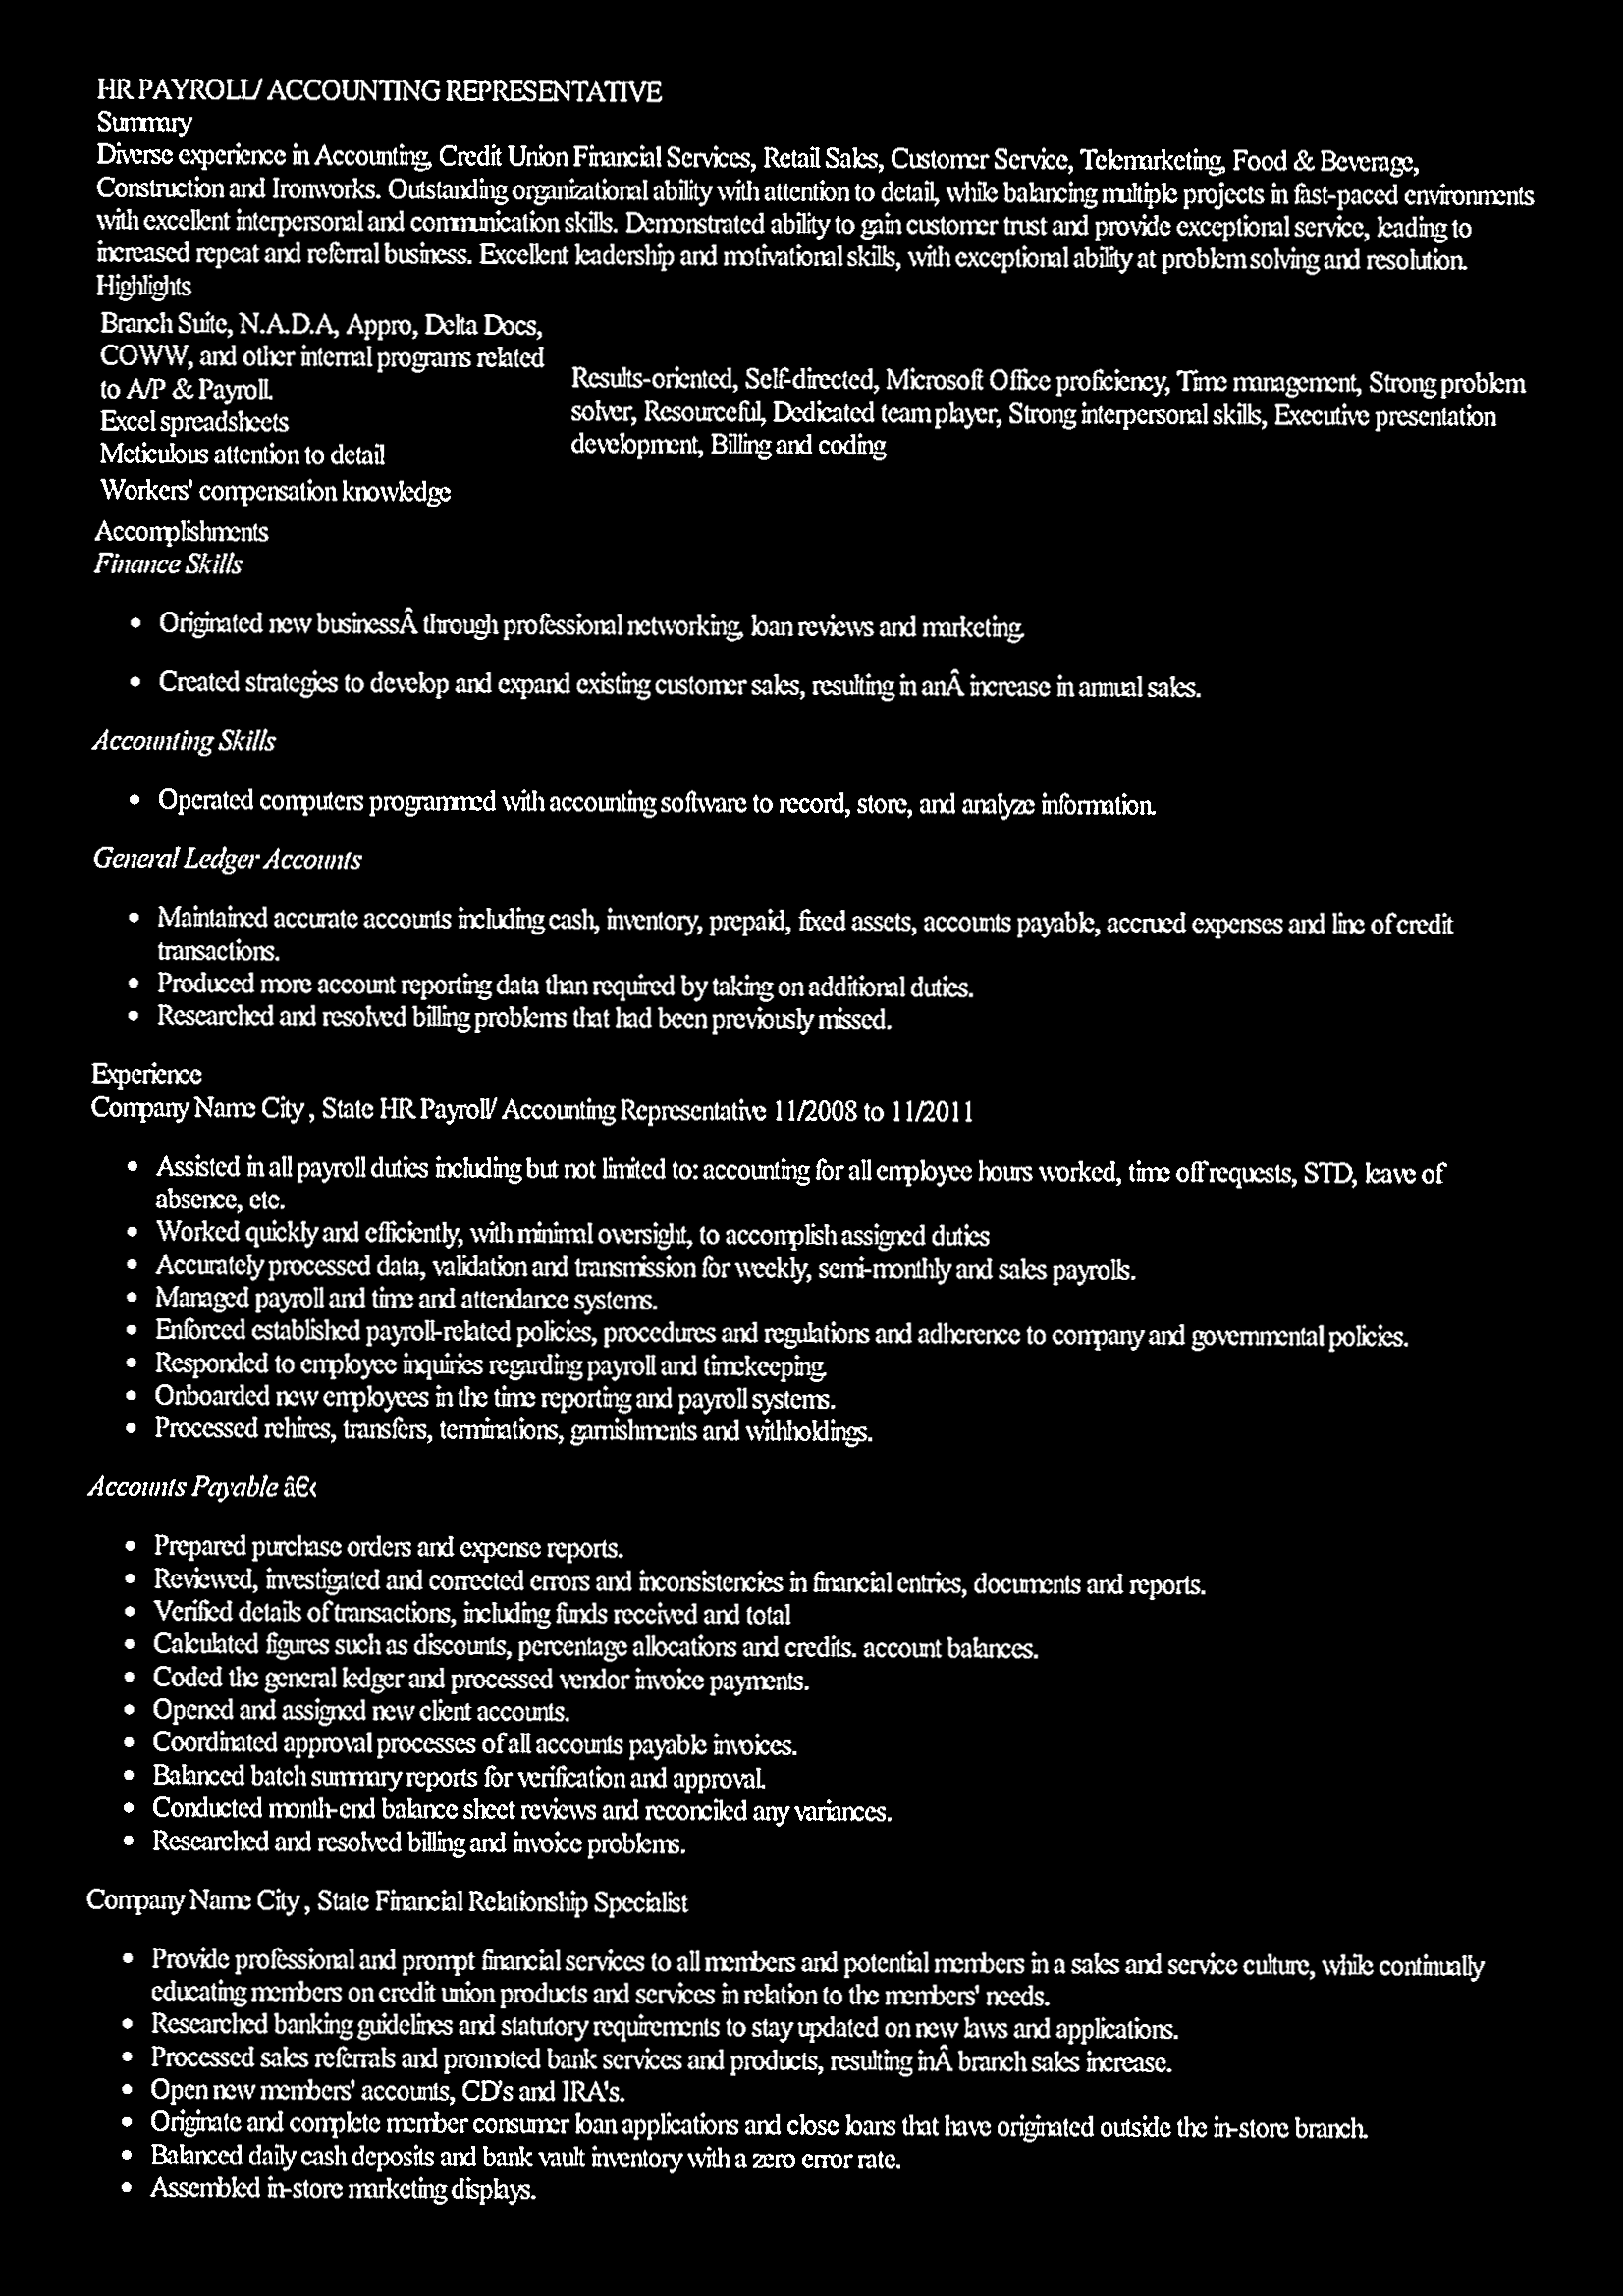 HR PAYROLL/ ACCOUNTING REPRESENTATIVE
Summary
Diverse experience in Accounting, Credit Union Financial Services, Retail Sales, Customer Service, Telemarketing, Food & Beverage,
Construction and Ironworks. Outstanding organizational ability with attention to detail, while balancing multiple projects in fast-paced environments
with excellent interpersonal and communication skills. Demonstrated ability to gain customer trust and provide exceptional service, leading to
increased repeat and referral business. Excellent leadership and motivational skills, with exceptional ability at problem solving and resolution.
Highlights
Branch Suite, N.A.D.A, Appro, Delta Docs,
COWW, and other internal programs related
to A/P & Payroll.
Excel spreadsheets
Meticulous attention to detail
Workers' compensation knowledge
Results-oriented, Self-directed, Microsoft Office proficiency, Time management, Strong problem
solver, Resourceful, Dedicated team player, Strong interpersonal skills, Executive presentation
development, Billing and coding
Accomplishments
Finance Skills
• Originated new businessÂ through professional networking, loan reviews and marketing.
• Created strategies to develop and expand existing customer sales, resulting in anÂ increase in annual sales.
Accounting Skills
• Operated computers programmed with accounting software to record, store, and analyze information.
General Ledger Accounts
• Maintained accurate accounts including cash, inventory, prepaid, fixed assets, accounts payable, accrued expenses and line of credit
transactions.
• Produced more account reporting data than required by taking on additional duties.
• Researched and resolved billing problems that had been previously missed.
Experience
Company Name City , State HR Payroll/ Accounting Representative 11/2008 to 11/2011
• Assisted in all payroll duties including but not limited to: accounting for all employee hours worked, time off requests, STD, leave of
absence, etc.
• Worked quickly and efficiently, with minimal oversight, to accomplish assigned duties
• Accurately processed data, validation and transmission for weekly, semi-monthly and sales payrolls.
• Managed payroll and time and attendance systems.
• Enforced established payroll-related policies, procedures and regulations and adherence to company and governmental policies.
• Responded to employee inquiries regarding payroll and timekeeping.
• Onboarded new employees in the time reporting and payroll systems.
• Processed rehires, transfers, terminations, garnishments and withholdings.
Accounts Payable â€‹
• Prepared purchase orders and expense reports.
• Reviewed, investigated and corrected errors and inconsistencies in financial entries, documents and reports.
• Verified details of transactions, including funds received and total
• Calculated figures such as discounts, percentage allocations and credits. account balances.
• Coded the general ledger and processed vendor invoice payments.
• Opened and assigned new client accounts.
• Coordinated approval processes of all accounts payable invoices.
• Balanced batch summary reports for verification and approval.
• Conducted month-end balance sheet reviews and reconciled any variances.
• Researched and resolved billing and invoice problems.
Company Name City , State Financial Relationship Specialist
• Provide professional and prompt financial services to all members and potential members in a sales and service culture, while continually
educating members on credit union products and services in relation to the members' needs.
• Researched banking guidelines and statutory requirements to stay updated on new laws and applications.
• Processed sales referrals and promoted bank services and products, resulting inÂ branch sales increase.
• Open new members' accounts, CD's and IRA's.
• Originate and complete member consumer loan applications and close loans that have originated outside the in-store branch.
• Balanced daily cash deposits and bank vault inventory with a zero error rate.
• Assembled in-store marketing displays.